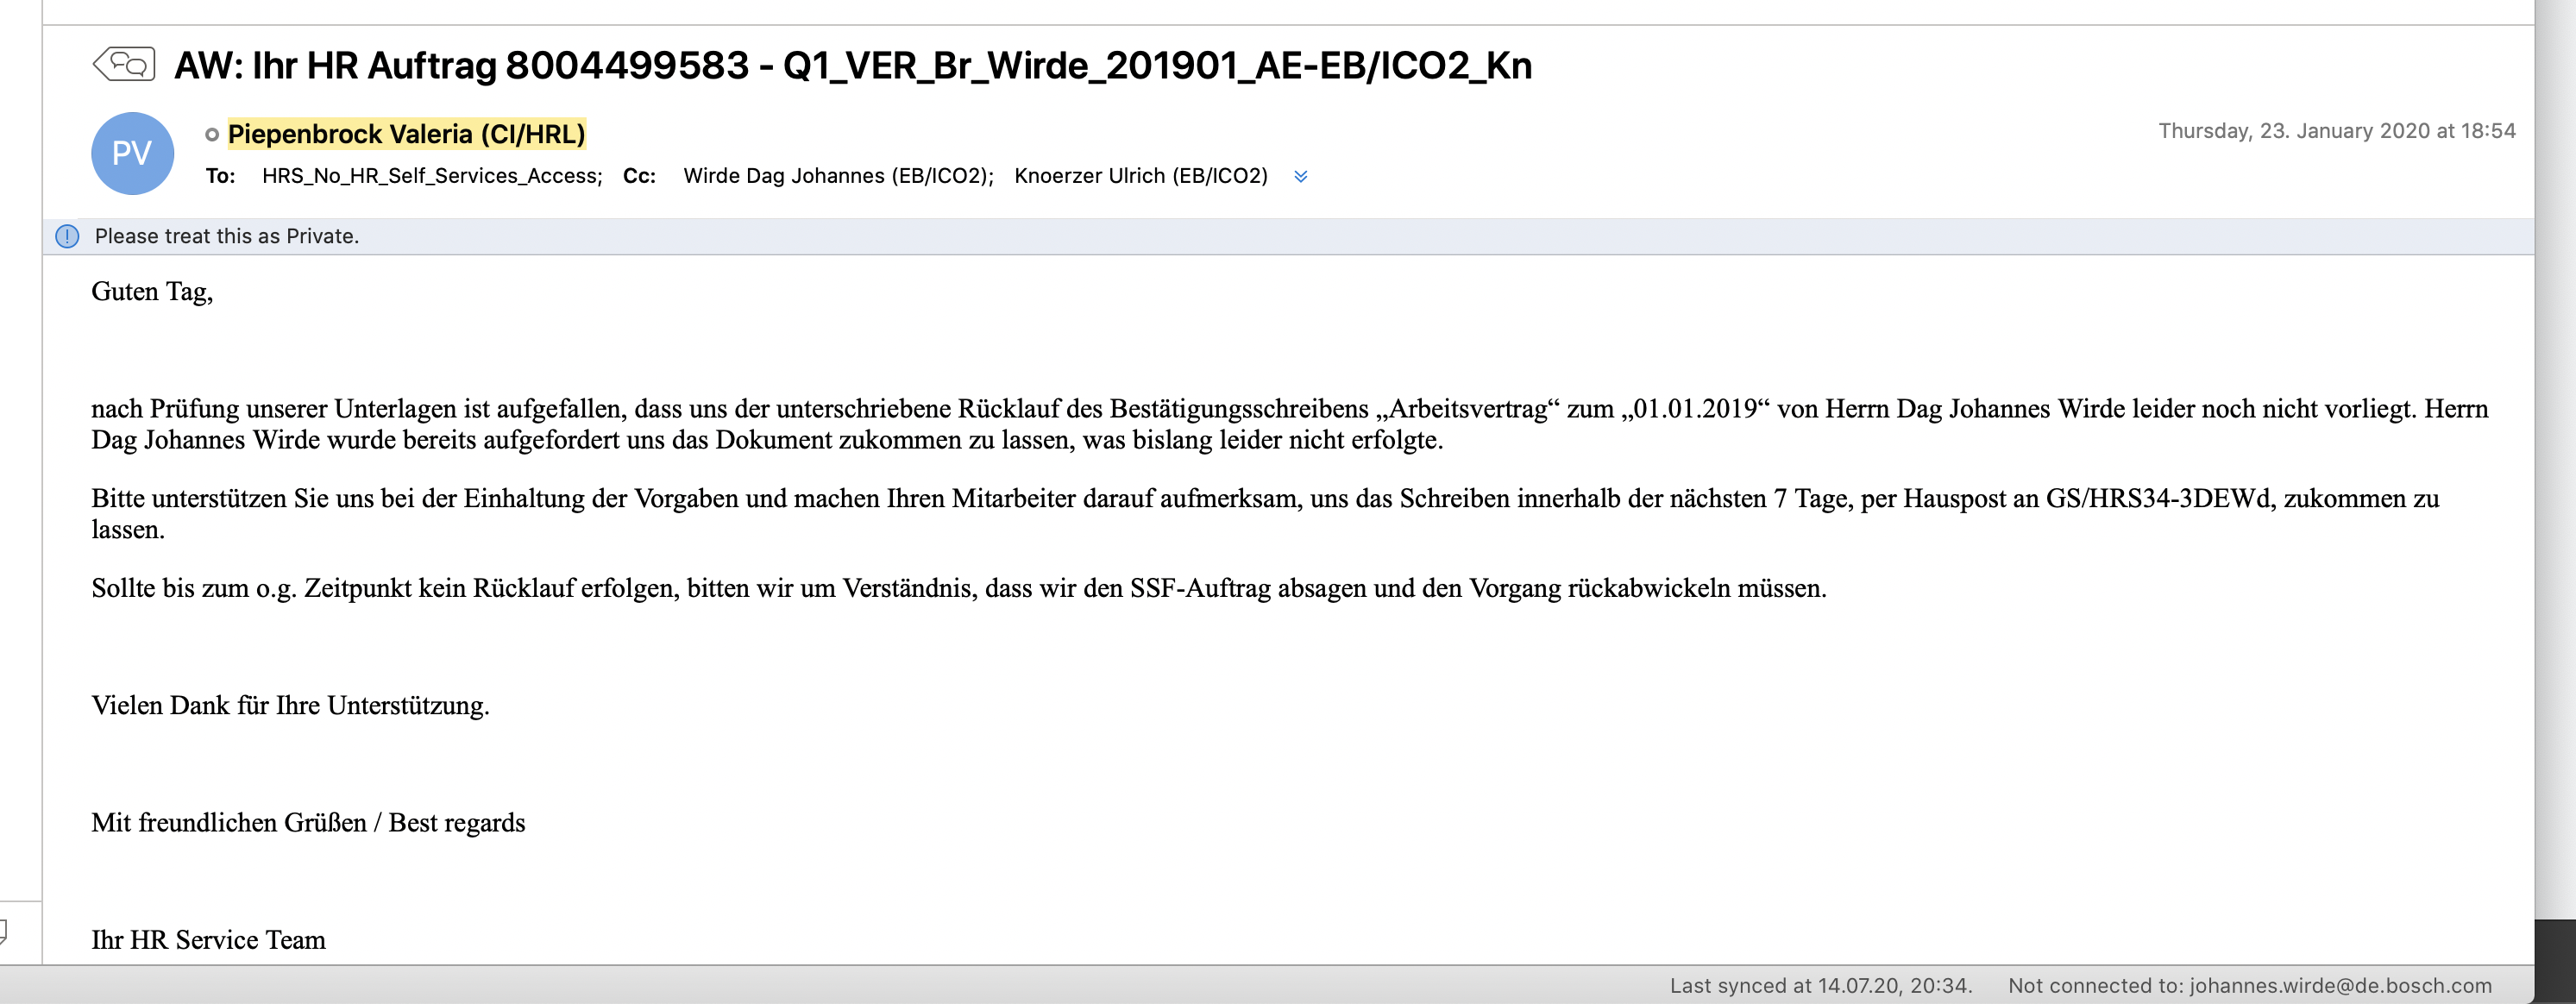 AW: Ihr HR Auftrag 8004499583 - Q1_VER_Br_Wirde_201901_AE-EB/ICO2_Kn
PV
Piepenbrock Valeria (CI/HRL)
Thursday, 23. January 2020 at 18:54
To: HRS_No_HR_Self_Services_Access; Cc: Wirde Dag Johannes (EB/ICO2); Knoerzer Ulrich (EB/ICO2)
Please treat this as Private.
Guten Tag,
nach Prüfung unserer Unterlagen ist aufgefallen, dass uns der unterschriebene Rücklauf des Bestätigungsschreibens „Arbeitsvertrag“ zum „01.01.2019“ von Herrn Dag Johannes Wirde leider noch nicht vorliegt. Herrn
Dag Johannes Wirde wurde bereits aufgefordert uns das Dokument zukommen zu lassen, was bislang leider nicht erfolgte.
Bitte unterstützen Sie uns bei der Einhaltung der Vorgaben und machen Ihren Mitarbeiter darauf aufmerksam, uns das Schreiben innerhalb der nächsten 7 Tage, per Hauspost an GS/HRS34-3DEWd, zukommen zu
lassen.
Sollte bis zum o.g. Zeitpunkt kein Rücklauf erfolgen, bitten wir um Verständnis, dass wir den SSF-Auftrag absagen und den Vorgang rückabwickeln müssen.
Vielen Dank für Ihre Unterstützung.
Mit freundlichen Grüßen / Best regards
Ihr HR Service Team
Last synced at 14.07.20, 20:34. Not connected to: johannes.wirde@de.bosch.com